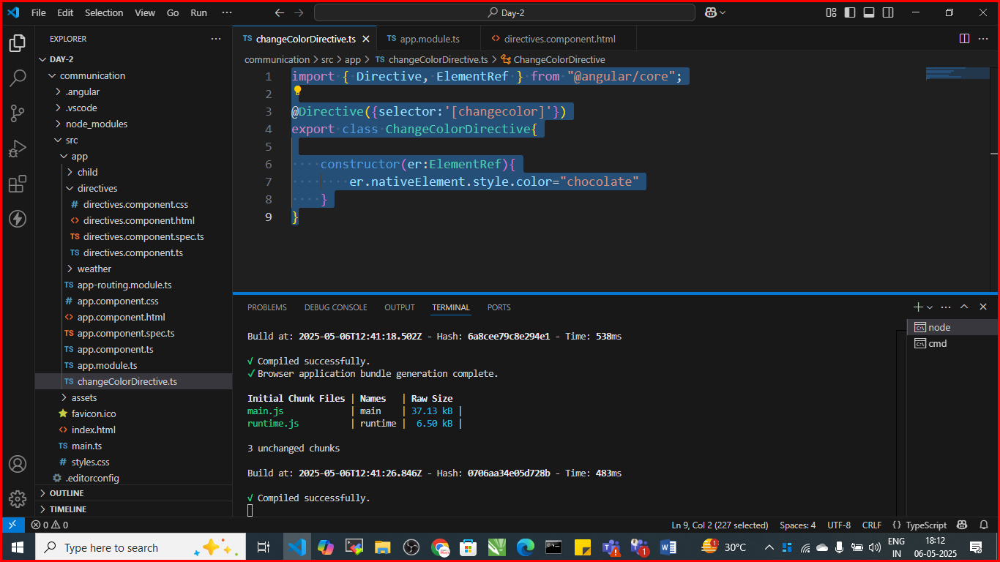 File Edit Selection View Go Run ···
Day-2
EXPLORER ···
DAY-2
communication
.angular
.vscode
node_modules
src
app
child
directives
# directives.component.css
<> directives.component.html
TS directives.component.spec.ts
TS directives.component.ts
weather
TS app-routing.module.ts
# app.component.css
<> app.component.html
TS app.component.spec.ts
TS app.component.ts
TS app.module.ts
TS changeColorDirective.ts
assets
favicon.ico
<> index.html
TS main.ts
# styles.css
.editorconfig
OUTLINE
TIMELINE
TS changeColorDirective.ts
TS app.module.ts
<> directives.component.html
communication > src > app > TS changeColorDirective.ts > ChangeColorDirective
1 import { Directive, ElementRef } from "@angular/core";
2
3 @Directive({selector:'[changecolor]'})
4 export class ChangeColorDirective{
5
6 constructor(er:ElementRef){
7 er.nativeElement.style.color="chocolate"
8 }
9 }
PROBLEMS DEBUG CONSOLE OUTPUT TERMINAL PORTS
Build at: 2025-05-06T12:41:18.502Z - Hash: 6a8cee79c8e294e1 - Time: 538ms
√ Compiled successfully.
✓ Browser application bundle generation complete.
Initial Chunk Files | Names | Raw Size
main.js | main | 37.13 kB |
runtime.js | runtime | 6.50 kB |
3 unchanged chunks
Build at: 2025-05-06T12:41:26.846Z - Hash: 0706aa34e05d728b - Time: 483ms
√ Compiled successfully.
node
cmd
0 0
Ln 9, Col 2 (227 selected) Spaces: 4 UTF-8 CRLF {} TypeScript
Type here to search
1
1
30°C
ENG
IN
18:12
06-05-2025